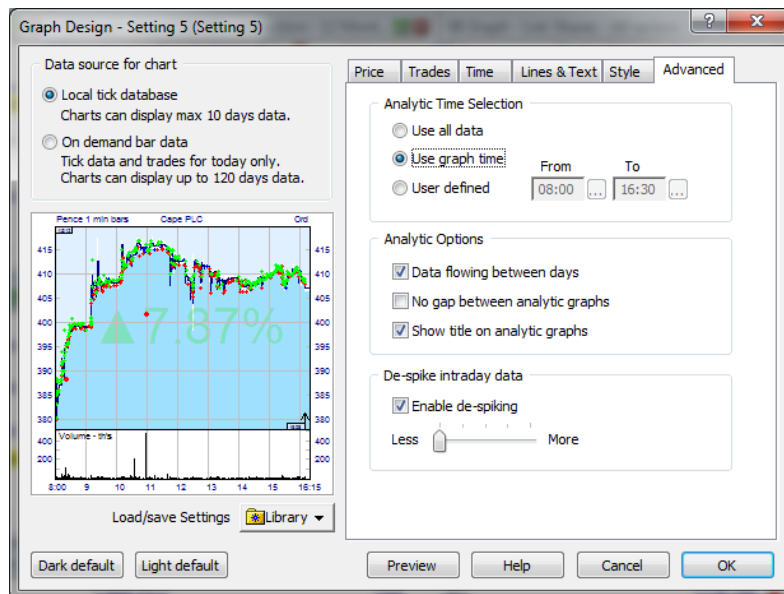 Graph Design - Setting 5 (Setting 5)
Data source for chart
Local tick database
Charts can display max 10 days data.
On demand bar data
Tick data and trades for today only.
Charts can display up to 120 days data.
Pence 1 min bars Cape PLC Ord
415 415
410 410
405 405
400 400
395 395
390 390
385 385
380 380
▲7.87%
Volume - th's
400 400
200 200
8:00 9 10 11 12 13 14 15 16:15
Load/save Settings Library
Dark default Light default
Price Trades Time Lines & Text Style Advanced
Analytic Time Selection
Use all data
Use graph time
From To
User defined 08:00 ... 16:30 ...
Analytic Options
Data flowing between days
No gap between analytic graphs
Show title on analytic graphs
De-spike intraday data
Enable de-spiking
Less More
Preview Help Cancel OK